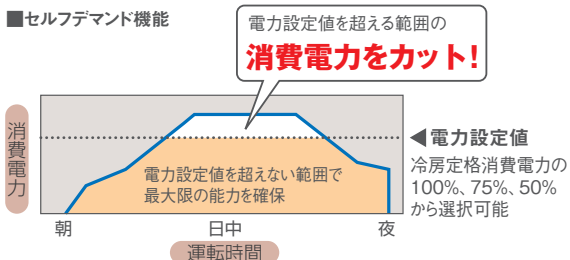 ■セルフデマンド機能
電力設定値を超える範囲の
消費電力をカット!
消費電力
◀電力設定値
冷房定格消費電力の
100%、75%、50%
から選択可能
電力設定値を超えない範囲で
最大限の能力を確保
朝
日中
夜
運転時間